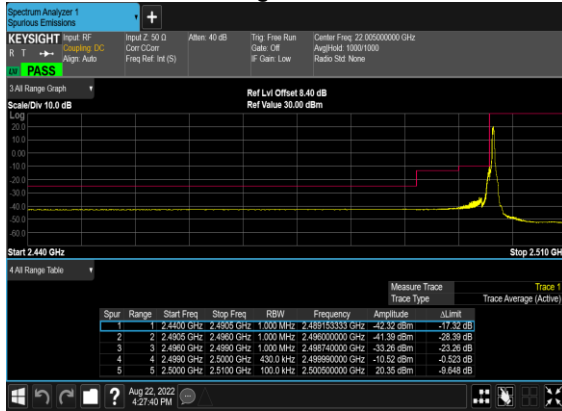 Spectrum Analyzer 1
Spurious Emissions
KEYSIGHT Input: RF Input Z: 50 Ω Atten: 40 dB Trig: Free Run Center Freq: 22.005000000 GHz
R T Coupling: DC Corr CCorr Gate: Off Avg|Hold: 1000/1000
Align: Auto Freq Ref: Int (S) IF Gain: Low Radio Std: None
PASS
3 All Range Graph
Ref Lvl Offset 8.40 dB
Scale/Div 10.0 dB Ref Value 30.00 dBm
Log
20.0
10.0
0.00
-10.0
-20.0
-30.0
-40.0
-50.0
-60.0
Start 2.440 GHz Stop 2.510 GH
4 All Range Table
Measure Trace Trace 1
Trace Type Trace Average (Active)
Spur Range Start Freq Stop Freq RBW Frequency Amplitude ΔLimit
1 1 2.4400 GHz 2.4905 GHz 1.000 MHz 2.489153333 GHz -42.32 dBm -17.32 dB
2 2 2.4905 GHz 2.4960 GHz 1.000 MHz 2.496000000 GHz -41.39 dBm -28.39 dB
3 3 2.4960 GHz 2.4990 GHz 1.000 MHz 2.498740000 GHz -33.26 dBm -23.26 dB
4 4 2.4990 GHz 2.5000 GHz 430.0 kHz 2.499990000 GHz -10.52 dBm -0.523 dB
5 5 2.5000 GHz 2.5100 GHz 100.0 kHz 2.500500000 GHz 20.35 dBm -9.648 dB
? Aug 22, 2022
4:27:40 PM